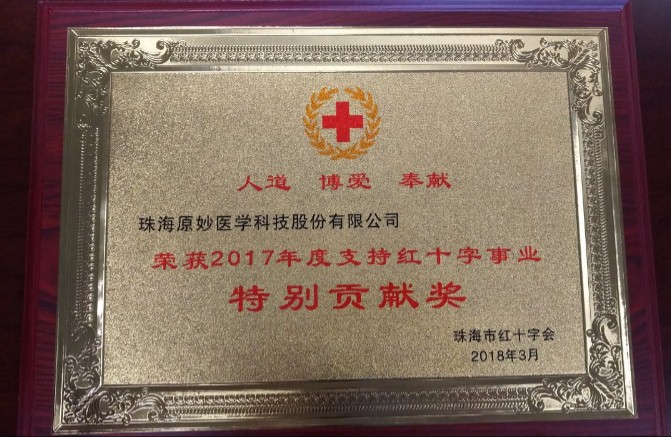 人道 博爱 奉献
珠海原妙医学科技股份有限公司
荣获2017年度支持红十字事业
特别贡献奖
珠海市红十字会
2018年3月